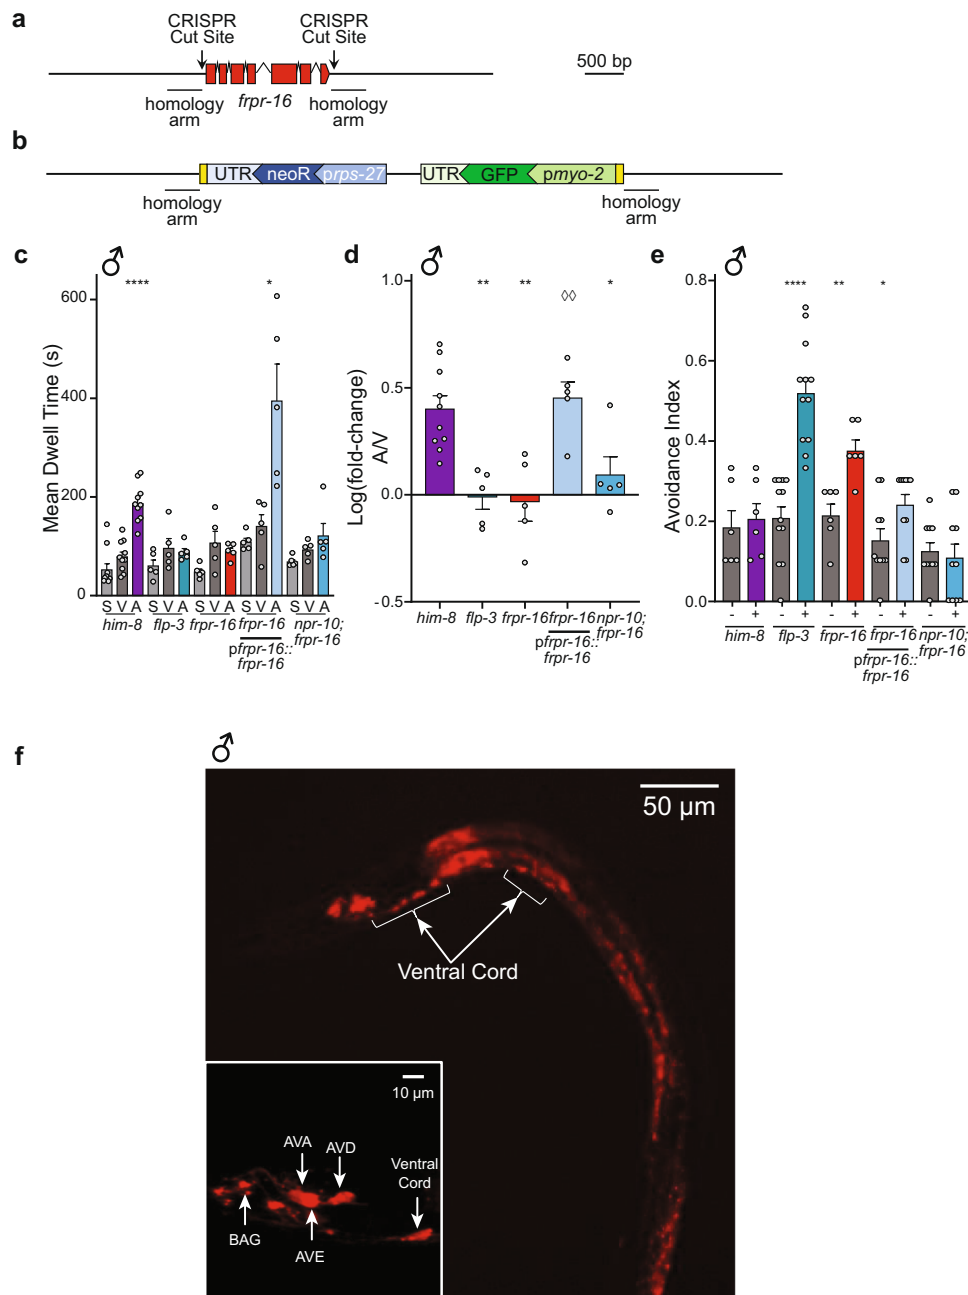 a
CRISPR Cut Site
CRISPR Cut Site
500 bp
homology arm
frpr-16
homology arm
b
UTR neoR prps-27 UTR GFP pmyo-2
homology arm
homology arm
c
♂
Mean Dwell Time (s)
600
400
200
0
****
*
S V A S V A S V A S V A S V A
him-8
flp-3
frpr-16
frpr-16
pfrpr-16::
frpr-16
npr-10;
frpr-16
d
♂
Log(fold-change)
A/V
1.0
0.5
0.0
-0.5
**
**
◊◊
*
him-8
flp-3
frpr-16
frpr-16
pfrpr-16::
frpr-16
npr-10;
frpr-16
e
♂
Avoidance Index
0.8
0.6
0.4
0.2
0.0
****
**
*
- + - + - + - + - +
him-8
flp-3
frpr-16
frpr-16
pfrpr-16::
frpr-16
npr-10;
frpr-16
f
♂
50 µm
Ventral Cord
10 µm
AVA
AVD
Ventral
Cord
BAG
AVE